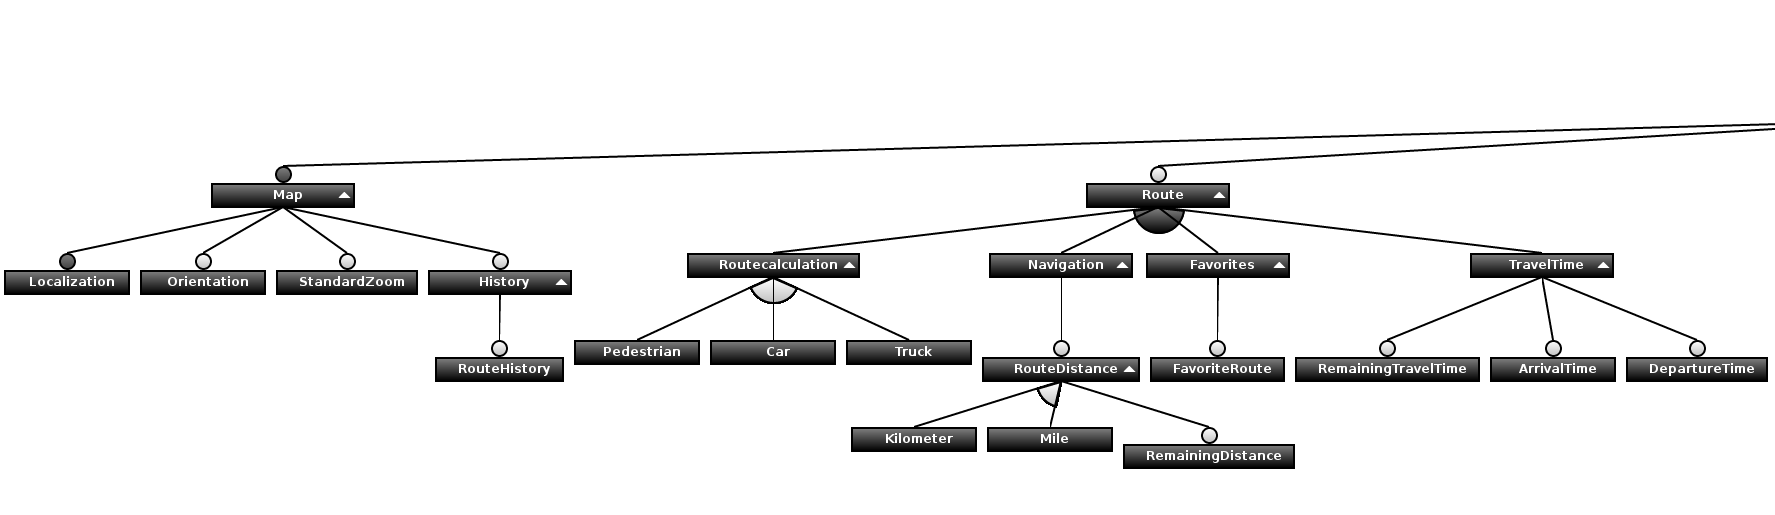 Map
Route
Routecalculation
Navigation
Favorites
TravelTime
Localization
Orientation
StandardZoom
History
Pedestrian
Car
Truck
RouteHistory
RouteDistance
FavoriteRoute
RemainingTravelTime
ArrivalTime
DepartureTime
Kilometer
Mile
RemainingDistance